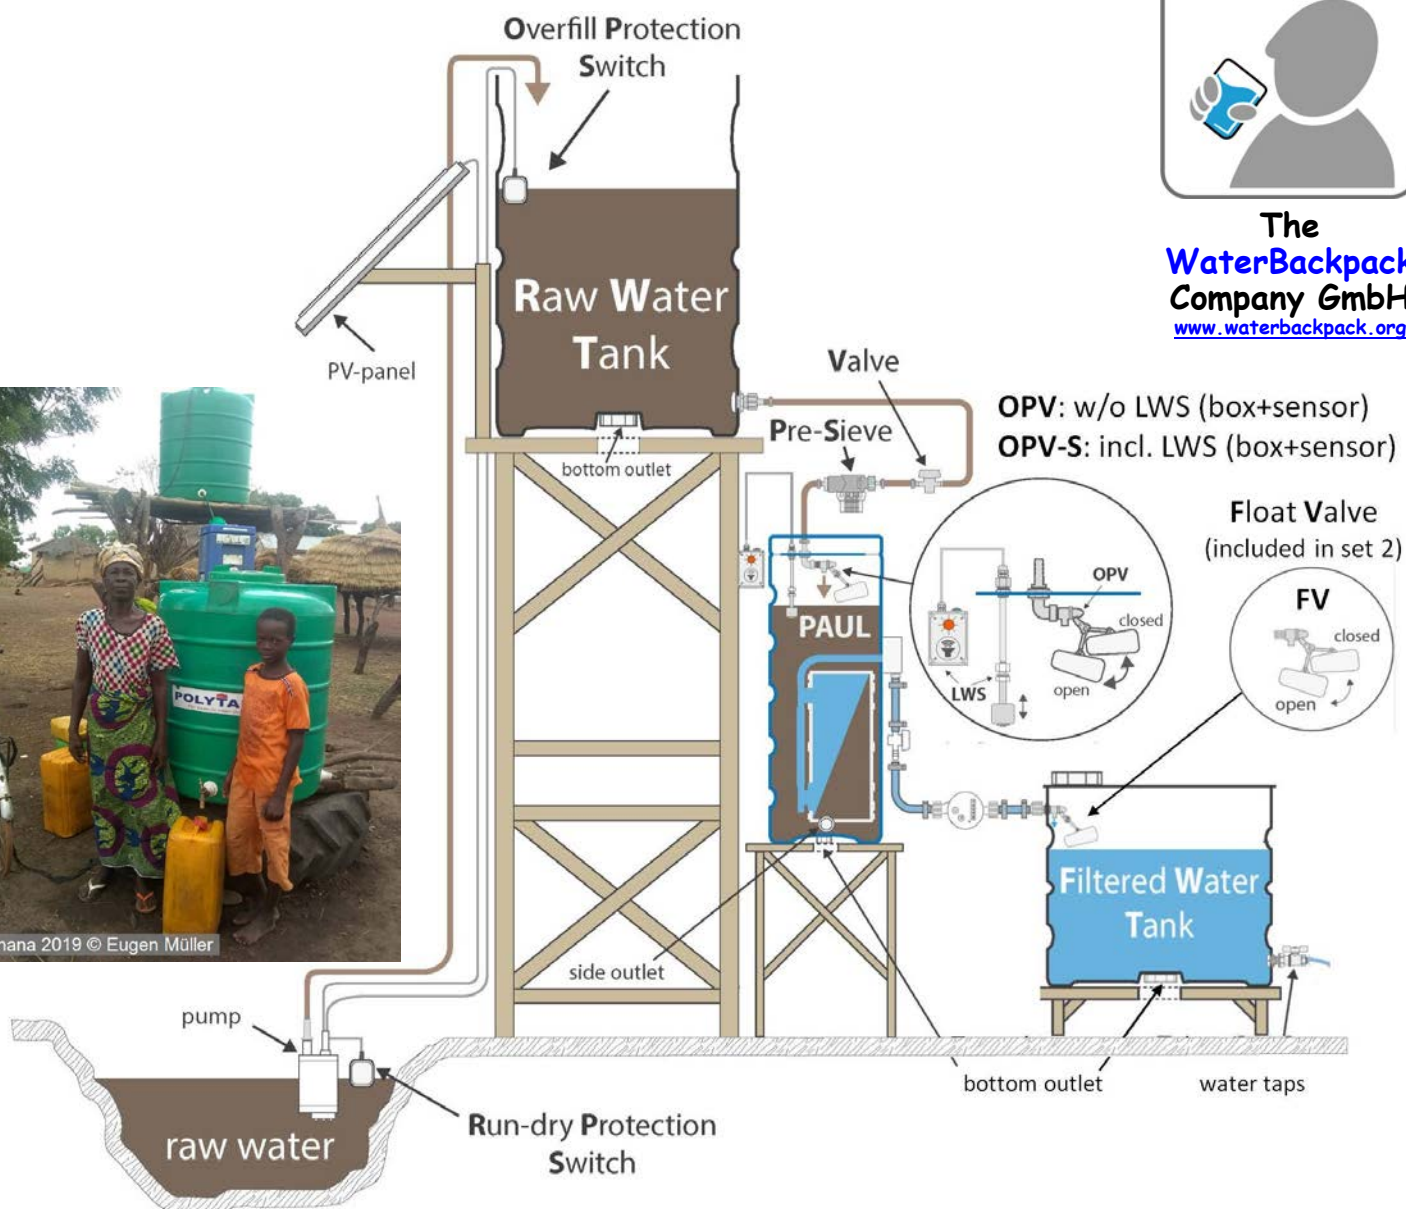 Overfill Protection
Switch
The
WaterBackpack
Company GmbH
www.waterbackpack.org
Raw Water
Tank
PV-panel
Valve
Pre-Sieve
bottom outlet
OPV: w/o LWS (box+sensor)
OPV-S: incl. LWS (box+sensor)
Float Valve
(included in set 2)
OPV
closed
LWS
open
FV
closed
open
PAUL
POLYTA
hana 2019 © Eugen Müller
Filtered Water
Tank
side outlet
pump
bottom outlet
water taps
raw water
Run-dry Protection
Switch